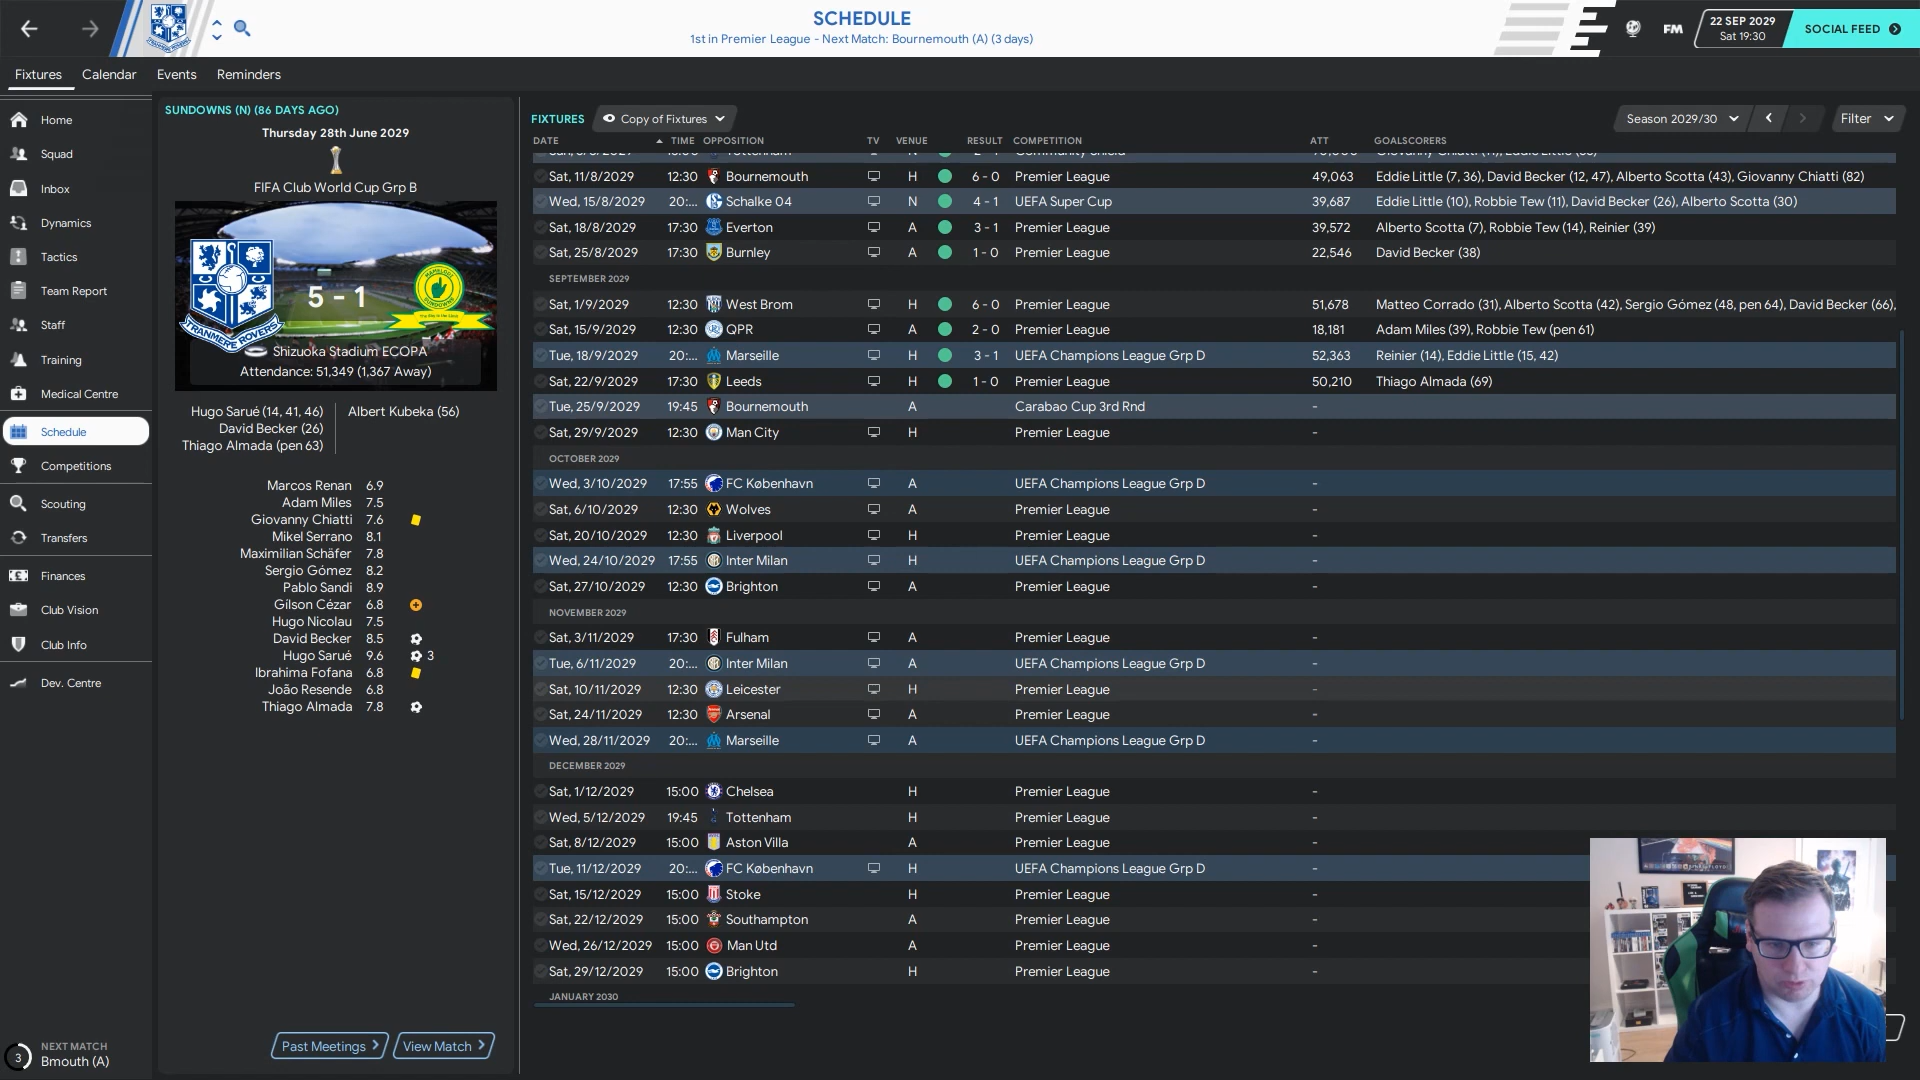 SCHEDULE
1st in Premier League - Next Match: Bournemouth (A) (3 days)
FM
22 SEP 2029
Sat 19:30
SOCIAL FEED
Fixtures Calendar Events Reminders
Home
Squad
Inbox
Dynamics
Tactics
Team Report
Staff
Training
Medical Centre
Schedule
Competitions
Scouting
Transfers
Finances
Club Vision
Club Info
Dev. Centre
3
NEXT MATCH
Bmouth (A)
SUNDOWNS (N) (86 DAYS AGO)
Thursday 28th June 2029
FIFA Club World Cup Grp B
5 - 1
TRANMERE ROVERS
Shizuoka Stadium ECOPA
Attendance: 51,349 (1,367 Away)
Hugo Sarué (14, 41, 46) Albert Kubeka (56)
David Becker (26)
Thiago Almada (pen 63)
Marcos Renan 6.9
Adam Miles 7.5
Giovanny Chiatti 7.6
Mikel Serrano 8.1
Maximilian Schäfer 7.8
Sergio Gómez 8.2
Pablo Sandi 8.9
Gílson Cézar 6.8
Hugo Nicolau 7.5
David Becker 8.5
Hugo Sarué 9.6 3
Ibrahima Fofana 6.8
João Resende 6.8
Thiago Almada 7.8
Past Meetings View Match
FIXTURES Copy of Fixtures Season 2029/30 Filter
DATE TIME OPPOSITION TV VENUE RESULT COMPETITION ATT GOALSCORERS
Sat, 11/8/2029 12:30 Bournemouth H 6 - 0 Premier League 49,063 Eddie Little (7, 36), David Becker (12, 47), Alberto Scotta (43), Giovanny Chiatti (82)
Wed, 15/8/2029 20:... Schalke 04 N 4 - 1 UEFA Super Cup 39,687 Eddie Little (10), Robbie Tew (11), David Becker (26), Alberto Scotta (30)
Sat, 18/8/2029 17:30 Everton A 3 - 1 Premier League 39,572 Alberto Scotta (7), Robbie Tew (14), Reinier (39)
Sat, 25/8/2029 17:30 Burnley A 1 - 0 Premier League 22,546 David Becker (38)
SEPTEMBER 2029
Sat, 1/9/2029 12:30 West Brom H 6 - 0 Premier League 51,678 Matteo Corrado (31), Alberto Scotta (42), Sergio Gómez (48, pen 64), David Becker (66),
Sat, 15/9/2029 12:30 QPR A 2 - 0 Premier League 18,181 Adam Miles (39), Robbie Tew (pen 61)
Tue, 18/9/2029 20:... Marseille H 3 - 1 UEFA Champions League Grp D 52,363 Reinier (14), Eddie Little (15, 42)
Sat, 22/9/2029 17:30 Leeds H 1 - 0 Premier League 50,210 Thiago Almada (69)
Tue, 25/9/2029 19:45 Bournemouth A Carabao Cup 3rd Rnd -
Sat, 29/9/2029 12:30 Man City H Premier League -
OCTOBER 2029
Wed, 3/10/2029 17:55 FC København A UEFA Champions League Grp D -
Sat, 6/10/2029 12:30 Wolves A Premier League -
Sat, 20/10/2029 12:30 Liverpool H Premier League -
Wed, 24/10/2029 17:55 Inter Milan H UEFA Champions League Grp D -
Sat, 27/10/2029 12:30 Brighton A Premier League -
NOVEMBER 2029
Sat, 3/11/2029 17:30 Fulham A Premier League -
Tue, 6/11/2029 20:... Inter Milan A UEFA Champions League Grp D -
Sat, 10/11/2029 12:30 Leicester H Premier League -
Sat, 24/11/2029 12:30 Arsenal A Premier League -
Wed, 28/11/2029 20:... Marseille A UEFA Champions League Grp D -
DECEMBER 2029
Sat, 1/12/2029 15:00 Chelsea H Premier League -
Wed, 5/12/2029 19:45 Tottenham H Premier League -
Sat, 8/12/2029 15:00 Aston Villa A Premier League -
Tue, 11/12/2029 20:... FC København H UEFA Champions League Grp D -
Sat, 15/12/2029 15:00 Stoke H Premier League -
Sat, 22/12/2029 15:00 Southampton A Premier League -
Wed, 26/12/2029 15:00 Man Utd A Premier League -
Sat, 29/12/2029 15:00 Brighton H Premier League -
JANUARY 2030